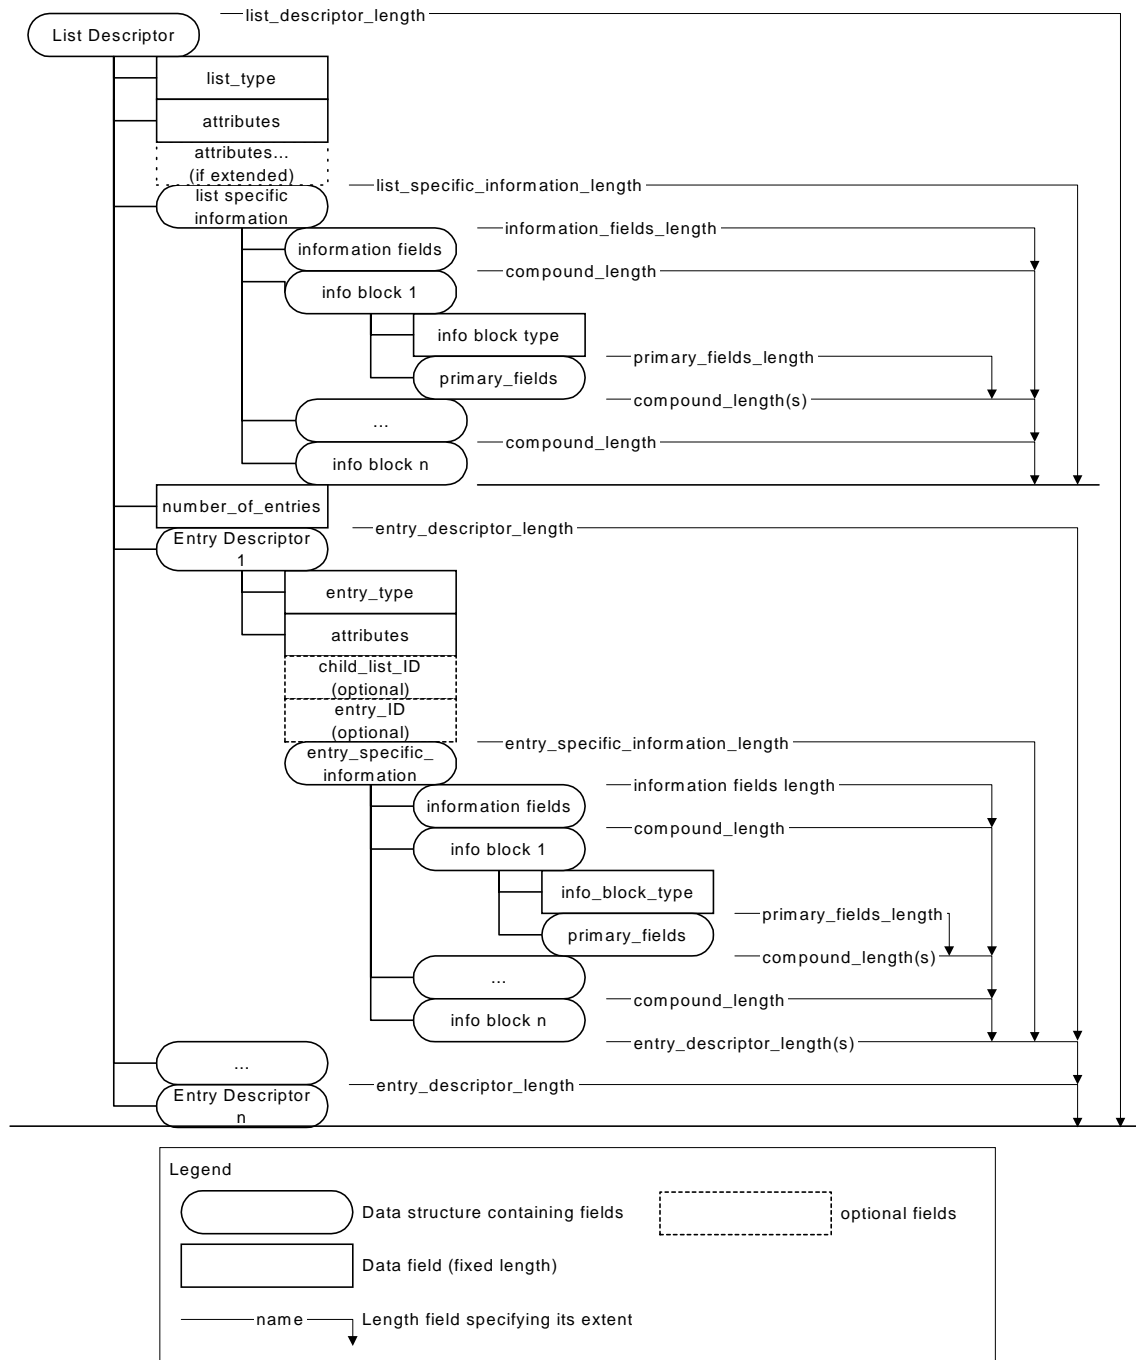 list_descriptor_length
List Descriptor
list_type
attributes
attributes...
(if extended)
list_specific_information_length
list specific
information
information_fields_length
information fields
compound_length
info block 1
info block type
primary_fields_length
primary_fields
compound_length(s)
...
compound_length
info block n
number_of_entries
entry_descriptor_length
Entry Descriptor
1
entry_type
attributes
child_list_ID
(optional)
entry_ID
(optional)
entry_specific_information_length
entry_specific_
information
information fields length
information fields
compound_length
info block 1
info_block_type
primary_fields_length
primary_fields
compound_length(s)
...
compound_length
info block n
entry_descriptor_length(s)
...
entry_descriptor_length
Entry Descriptor
n
Legend
Data structure containing fields
optional fields
Data field (fixed length)
name
Length field specifying its extent